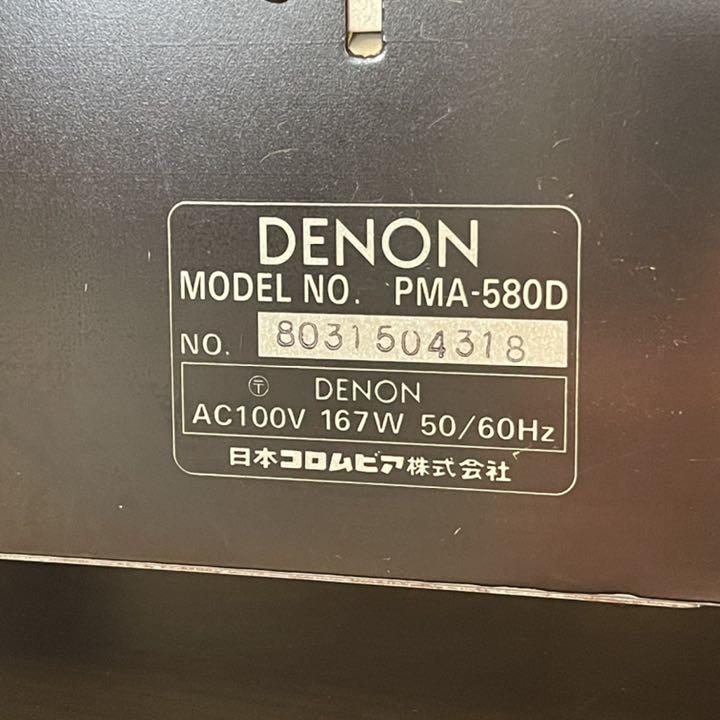 DENON
MODEL NO. PMA-580D
NO. 8031504318
〒 DENON
AC100V 167W 50/60Hz
日本コロムビア株式会社